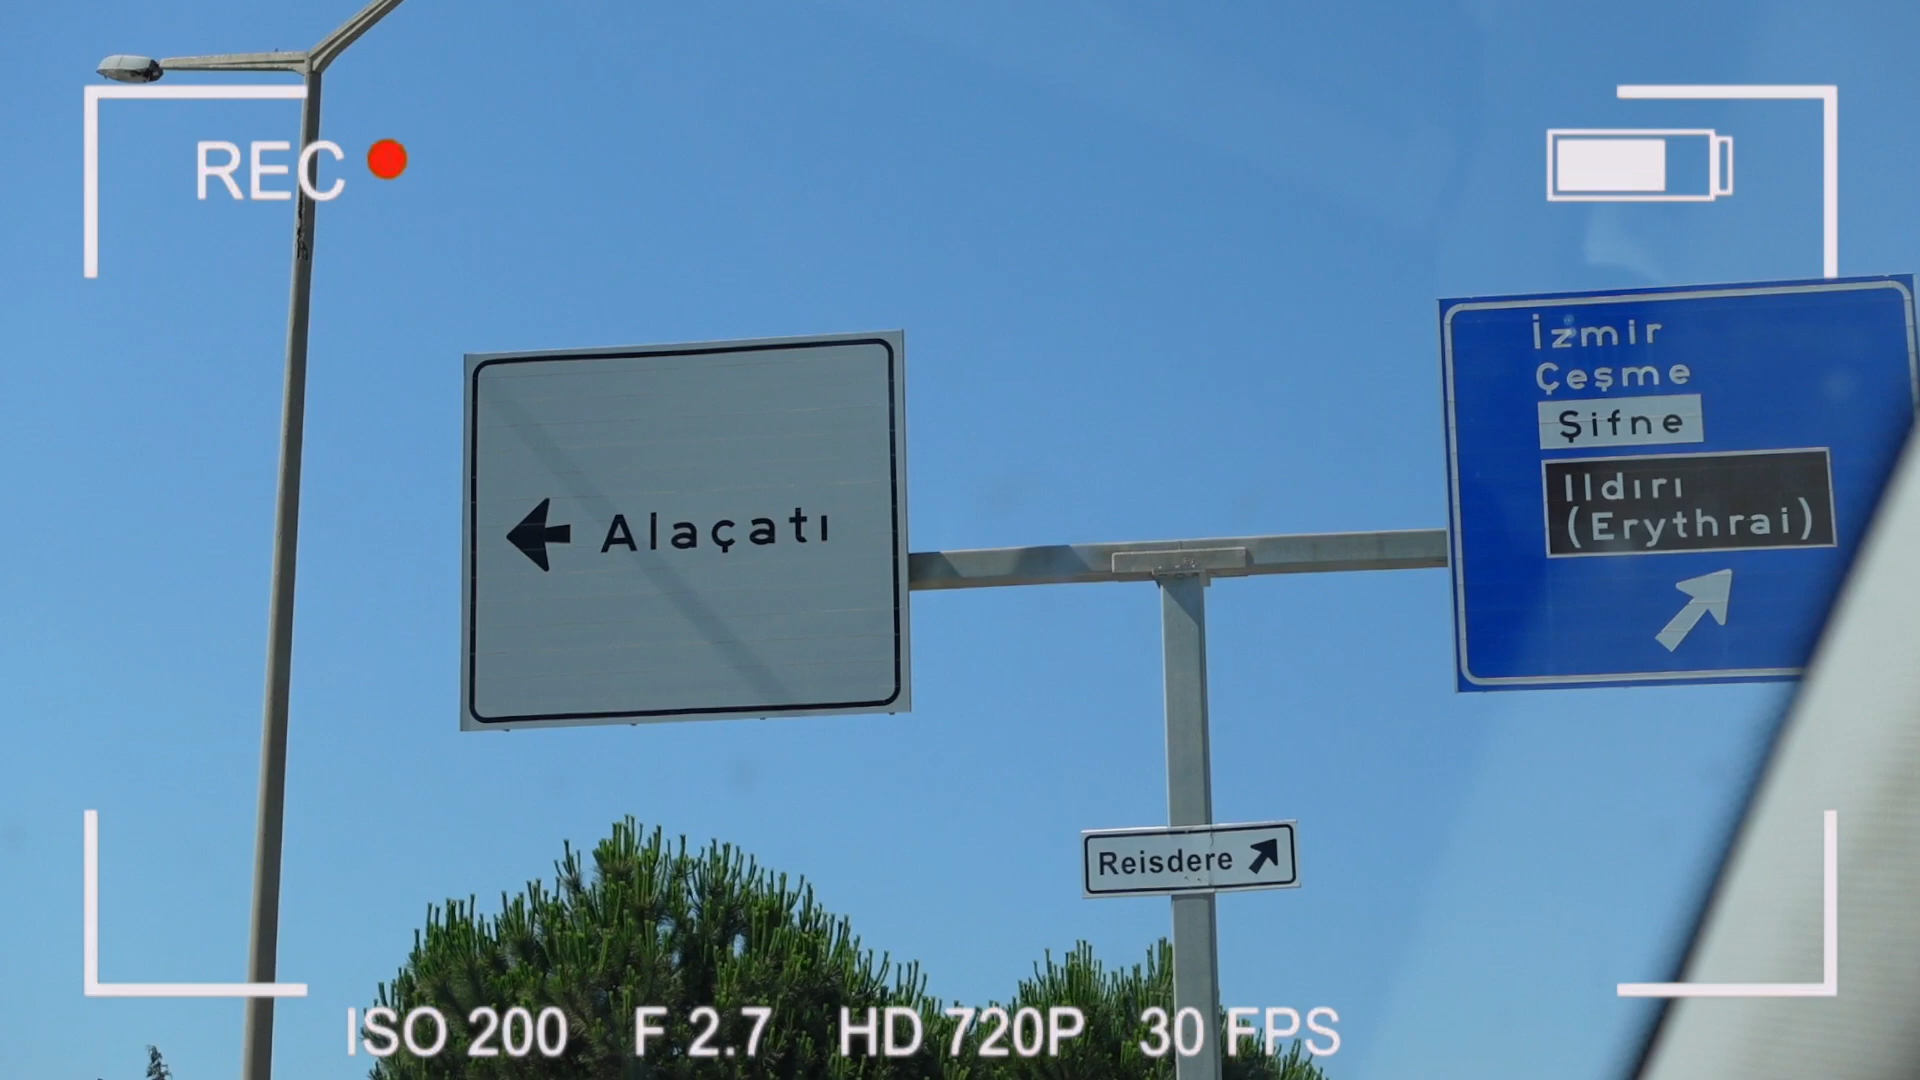 REC
Alaçatı
İzmir
Çeşme
Şifne
Ildırı
(Erythrai)
Reisdere
ISO 200 F 2.7 HD 720P 30 FPS